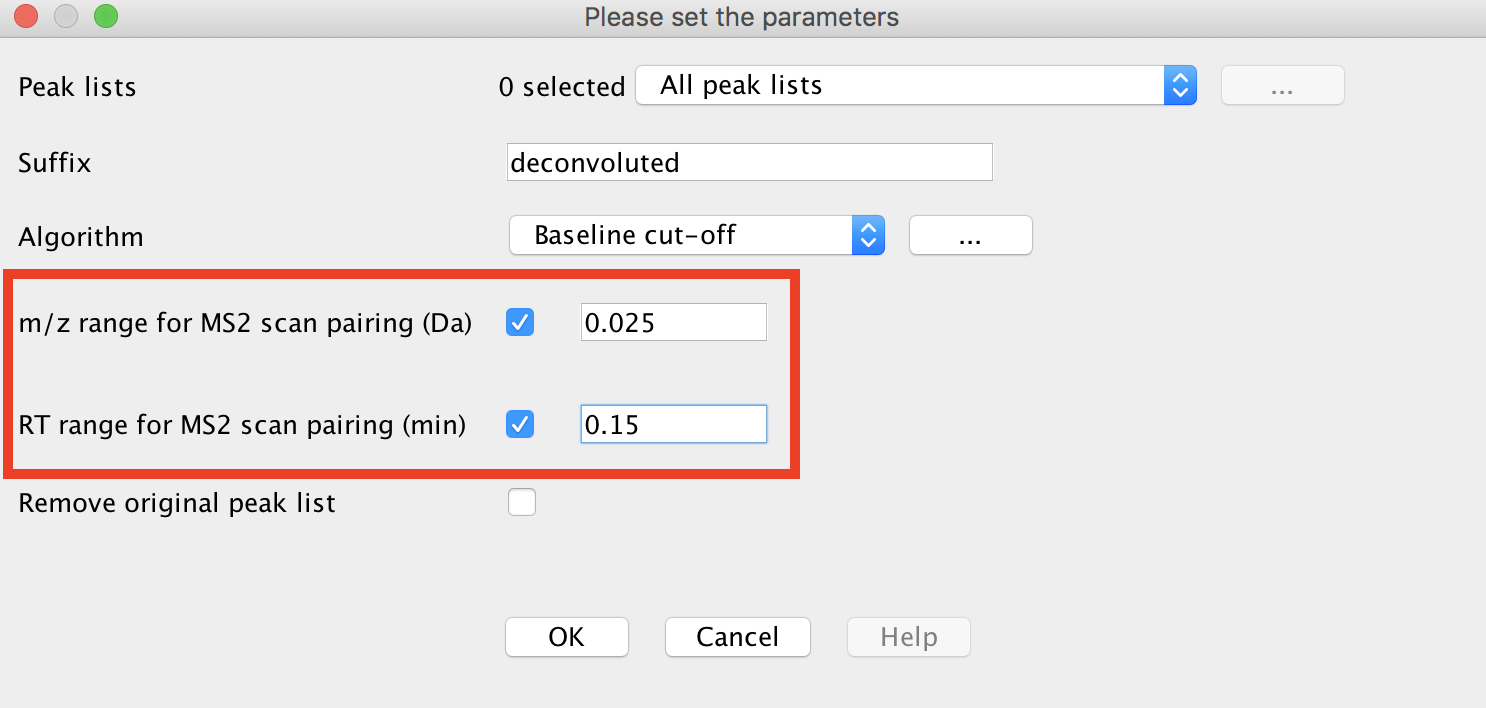 Please set the parameters
Peak lists 0 selected All peak lists ...
Suffix deconvoluted
Algorithm Baseline cut-off ...
m/z range for MS2 scan pairing (Da) 0.025
RT range for MS2 scan pairing (min) 0.15
Remove original peak list
OK Cancel Help